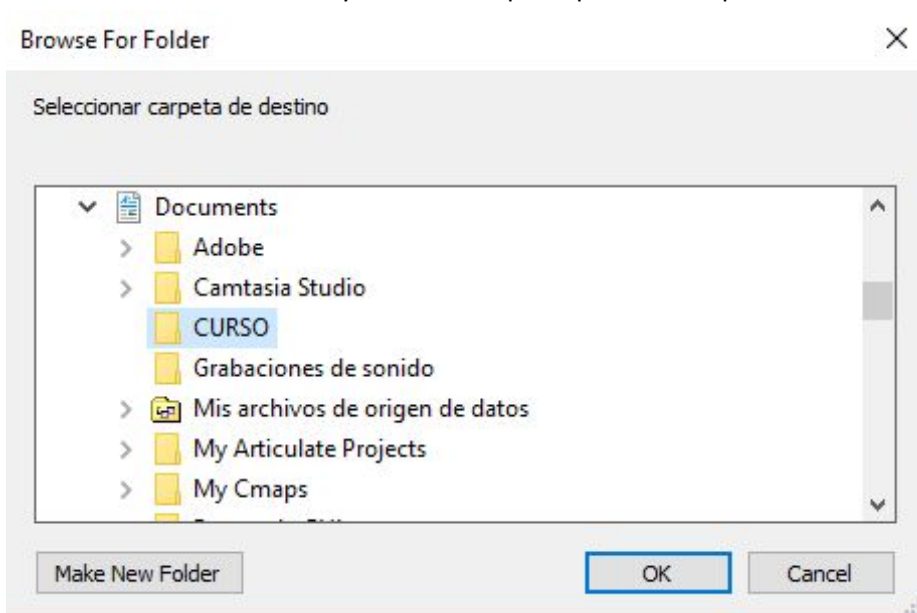 Browse For Folder
Seleccionar carpeta de destino
Documents
Adobe
Camtasia Studio
CURSO
Grabaciones de sonido
Mis archivos de origen de datos
My Articulate Projects
My Cmaps
Make New Folder
OK
Cancel